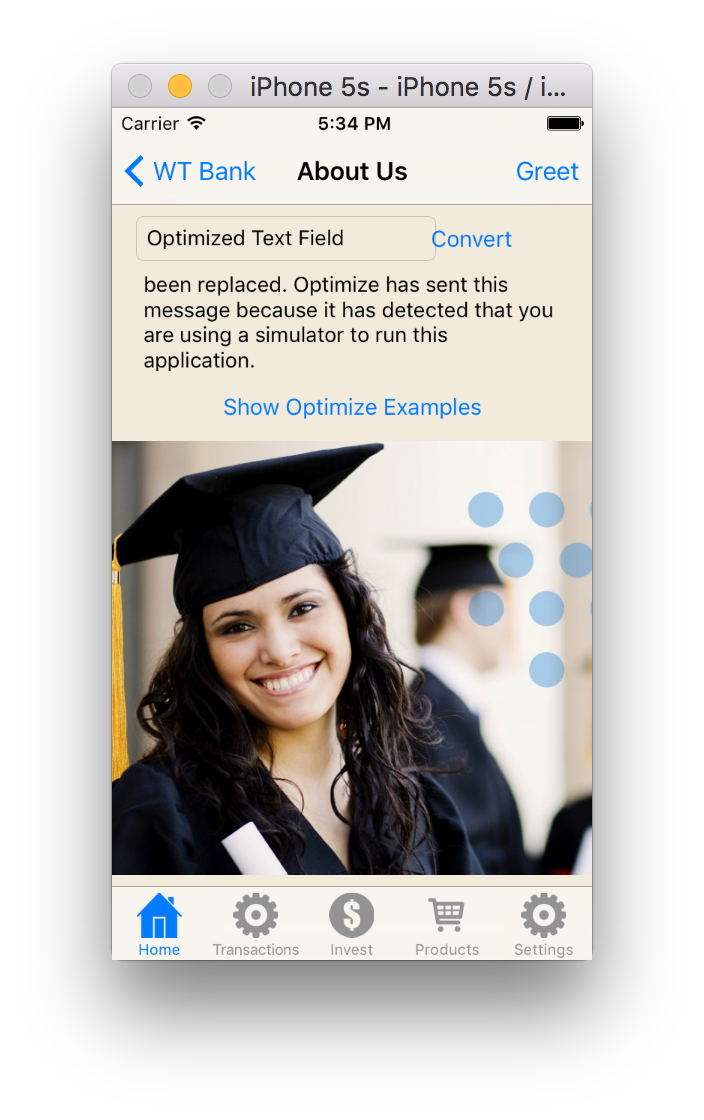 iPhone 5s - iPhone 5s / i...
Carrier 5:34 PM
WT Bank About Us Greet
Optimized Text Field Convert
been replaced. Optimize has sent this
message because it has detected that you
are using a simulator to run this
application.
Show Optimize Examples
Home Transactions Invest Products Settings